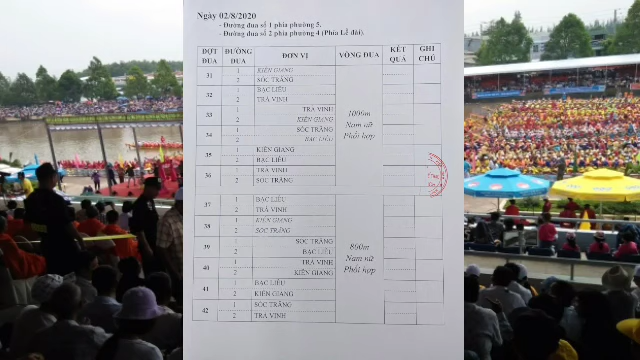 Ngày 02/8/2020
- Đường đua số 1 phía phường 5.
- Đường đua số 2 phía phường 4 (Phía Lễ đài).
ĐỢT ĐUA ĐƯỜNG ĐUA ĐƠN VỊ VÒNG ĐUA KẾT QUẢ GHI CHÚ
31 1 KIÊN GIANG
2 SÓC TRĂNG
32 1 BẠC LIÊU
2 TRÀ VINH
33 1 TRÀ VINH
2 KIÊN GIANG
34 1 SÓC TRĂNG
2 BẠC LIÊU
35 1 KIÊN GIANG
2 BẠC LIÊU
36 1 TRÀ VINH
2 SÓC TRĂNG
1000m
Nam nữ
Phối hợp
37 1 BẠC LIÊU
2 TRÀ VINH
38 1 KIÊN GIANG
2 SÓC TRĂNG
39 1 SÓC TRĂNG
2 BẠC LIÊU
40 1 TRÀ VINH
2 KIÊN GIANG
41 1 BẠC LIÊU
2 KIÊN GIANG
42 1 SÓC TRĂNG
2 TRÀ VINH
800m
Nam nữ
Phối hợp